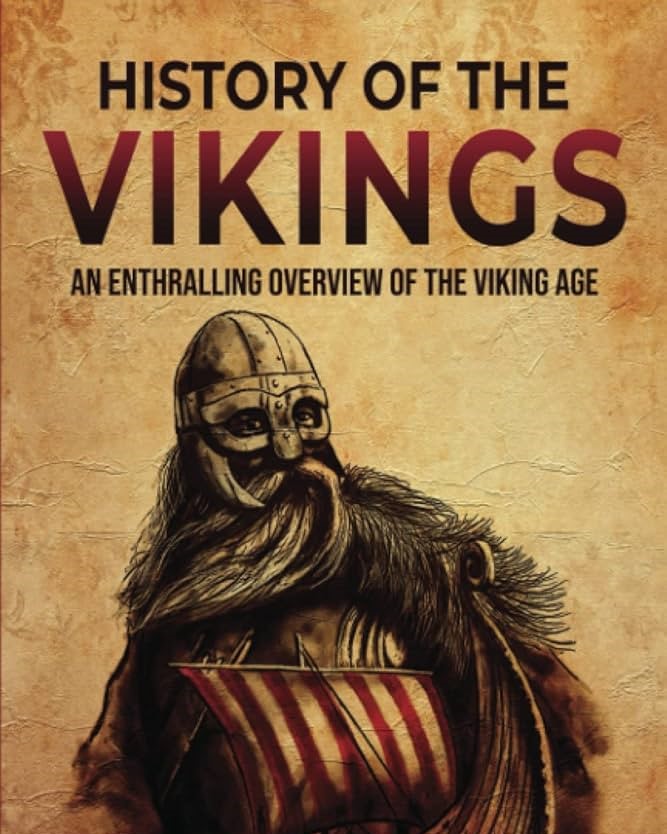 HISTORY OF THE
VIKINGS
AN ENTHRALLING OVERVIEW OF THE VIKING AGE